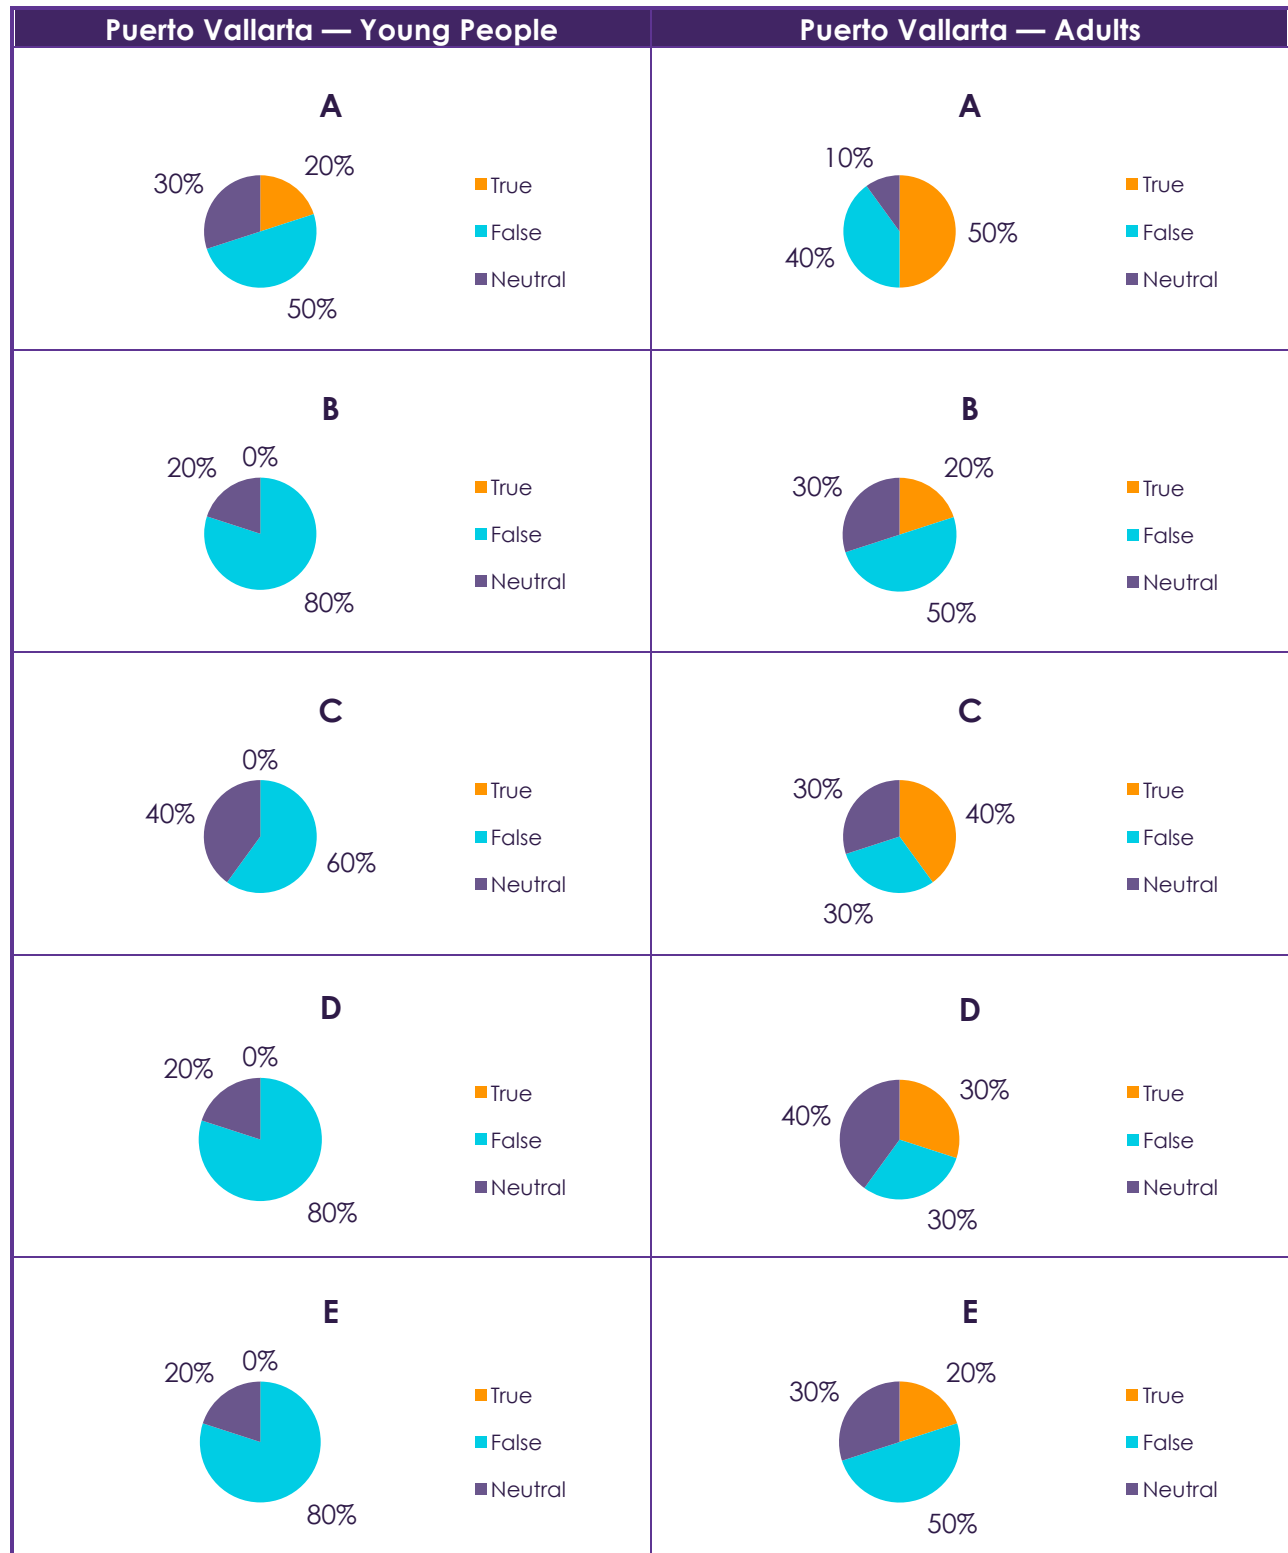 Puerto Vallarta — Young People
Puerto Vallarta — Adults
A
20%
30%
50%
True
False
Neutral
A
10%
50%
40%
True
False
Neutral
B
0%
20%
80%
True
False
Neutral
B
20%
30%
50%
True
False
Neutral
C
0%
40%
60%
True
False
Neutral
C
30%
40%
30%
True
False
Neutral
D
0%
20%
80%
True
False
Neutral
D
30%
40%
30%
True
False
Neutral
E
0%
20%
80%
True
False
Neutral
E
20%
30%
50%
True
False
Neutral